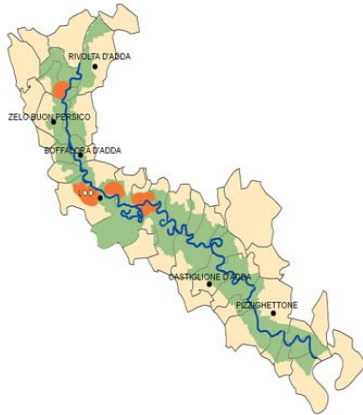 RIVOLTA D'ADDA
ZELO BUON PERSICO
BOFFALORA D'ADDA
CASTIGLIONE D'ADDA
PIZZIGHETTONE